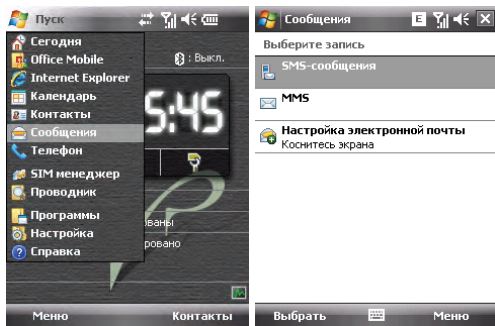 Пуск
Сегодня
Office Mobile
Internet Explorer
Календарь
Контакты
Сообщения
Телефон
SIM менеджер
Проводник
Программы
Настройка
Справка
: Выкл.
5:45
ваны
ровано
Меню Контакты
Сообщения E
Выберите запись
SMS-сообщения
MMS
Настройка электронной почты
Коснитесь экрана
Выбрать Меню